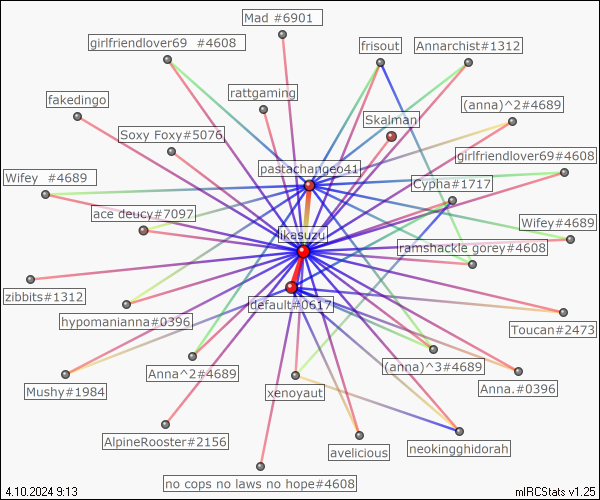 Mad #6901
girlfriendlover69 #4608
frisout
Annarchist#1312
rattgaming
fakedingo
(anna)^2#4689
Skalman
Soxy Foxy#5076
girlfriendlover69#4608
pastachangeo41
Wifey #4689
Cypha#1717
ace deucy#7097
Wifey#4689
ikasuzu
ramshackle gorey#4608
zibbits#1312
default#0617
hypomanianna#0396
Toucan#2473
Anna^2#4689
(anna)^3#4689
Mushy#1984
xenoyaut
Anna.#0396
AlpineRooster#2156
avelicious
neokingghidorah
no cops no laws no hope#4608
4.10.2024 9:13
mIRCStats v1.25